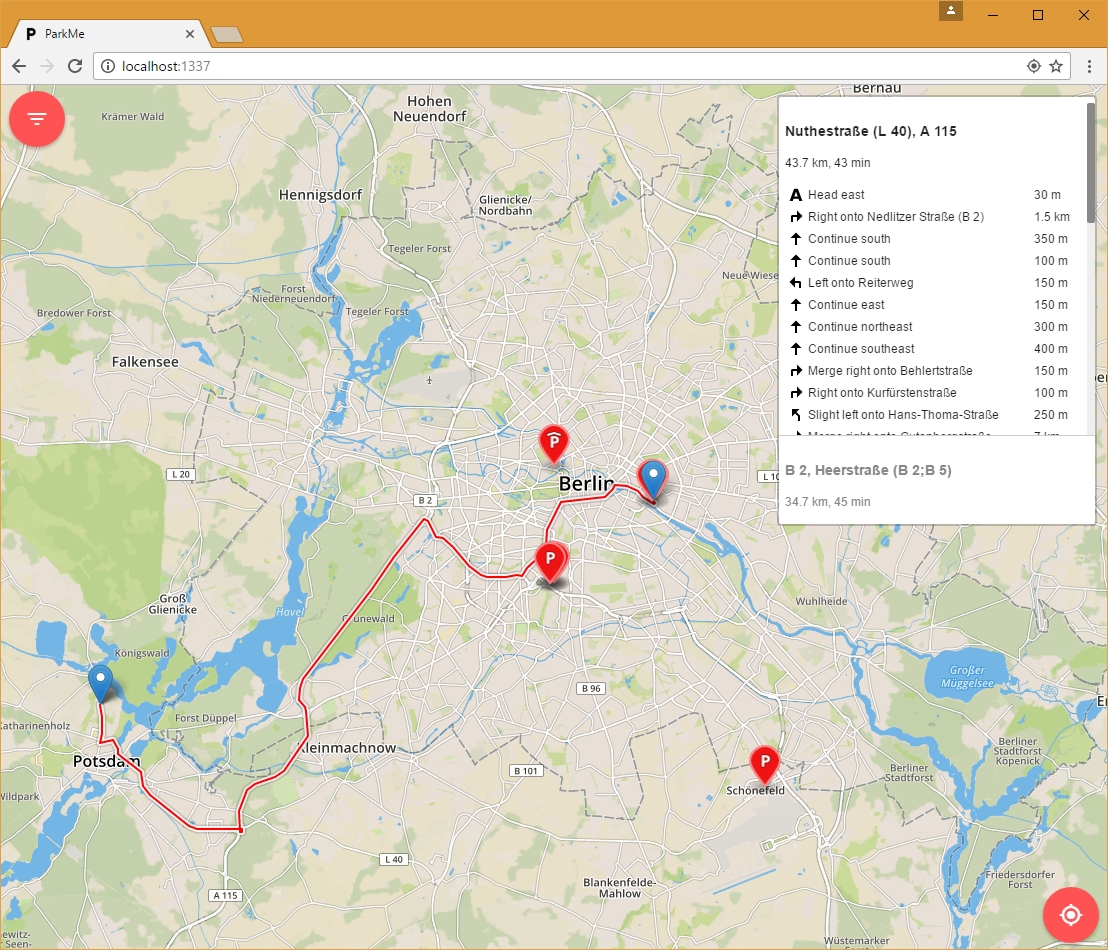 P ParkMe
localhost:1337
Bernau
Krämer Wald
Hohen
Neuendorf
Hennigsdorf
Glienicke/
Nordbahn
Tegeler Forst
Forst
Niederneuendorf
Neue Wiese
Bredower Forst
Tegeler Forst
Falkensee
L 20
B 2
P
Berlin
L 10
P
Groß
Glienicke
Havel
Grunewald
Wuhlheide
Königswald
Großer
Müggelsee
Katharinenholz
Forst Düppel
B 96
Kleinmachnow
Potsdam
B 101
P
Schönefeld
Berliner
Stadtforst
Köpenick
Berliner
Stadtforst
Wildpark
L 40
A 115
Blankenfelde-
Mahlow
Friedersdorfer
Forst
Wüstemarker
Nuthestraße (L 40), A 115
43.7 km, 43 min
Head east 30 m
Right onto Nedlitzer Straße (B 2) 1.5 km
Continue south 350 m
Continue south 100 m
Left onto Reiterweg 150 m
Continue east 150 m
Continue northeast 300 m
Continue southeast 400 m
Merge right onto Behlertstraße 150 m
Right onto Kurfürstenstraße 100 m
Slight left onto Hans-Thoma-Straße 250 m
Merge right onto Gutenbergstraße
B 2, Heerstraße (B 2;B 5)
34.7 km, 45 min